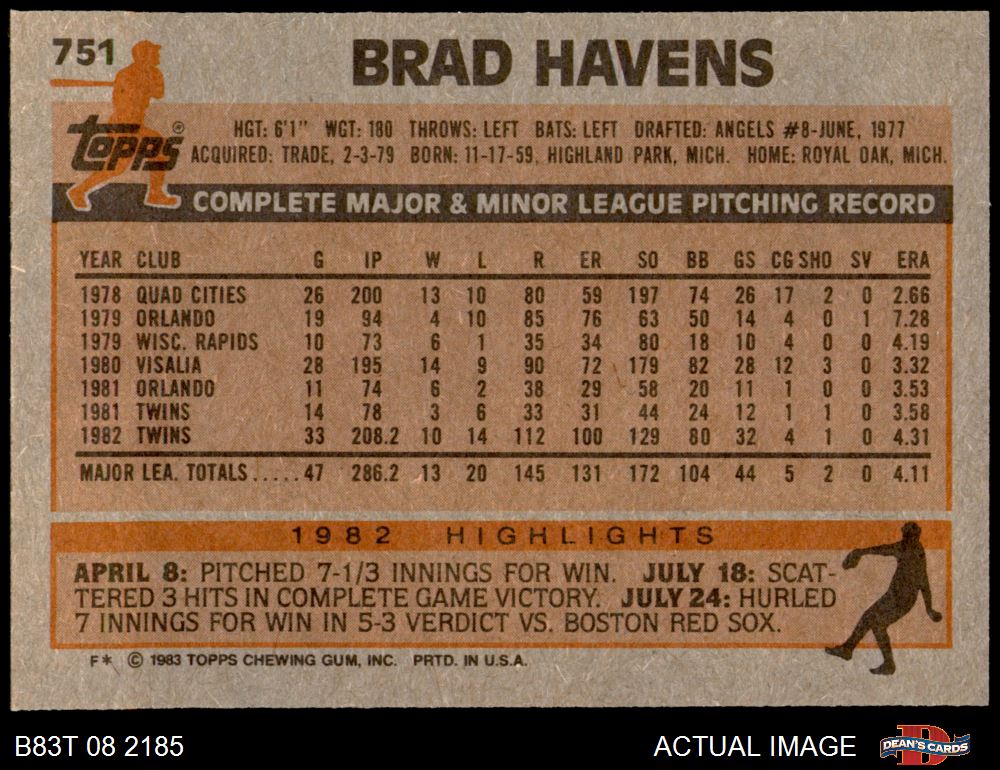 751
BRAD HAVENS
topps®
HGT: 6'1" WGT: 180 THROWS: LEFT BATS: LEFT DRAFTED: ANGELS #8-JUNE, 1977
ACQUIRED: TRADE, 2-3-79 BORN: 11-17-59, HIGHLAND PARK, MICH. HOME: ROYAL OAK, MICH.
COMPLETE MAJOR & MINOR LEAGUE PITCHING RECORD
YEAR CLUB G IP W L R ER SO BB GS CG SHO SV ERA
1978 QUAD CITIES 26 200 13 10 80 59 197 74 26 17 2 0 2.66
1979 ORLANDO 19 94 4 10 85 76 63 50 14 4 0 1 7.28
1979 WISC. RAPIDS 10 73 6 1 35 34 80 18 10 4 0 0 4.19
1980 VISALIA 28 195 14 9 90 72 179 82 28 12 3 0 3.32
1981 ORLANDO 11 74 6 2 38 29 58 20 11 1 0 0 3.53
1981 TWINS 14 78 3 6 33 31 44 24 12 1 1 0 3.58
1982 TWINS 33 208.2 10 14 112 100 129 80 32 4 1 0 4.31
MAJOR LEA. TOTALS.....47 286.2 13 20 145 131 172 104 44 5 2 0 4.11
1982 HIGHLIGHTS
APRIL 8: PITCHED 7-1/3 INNINGS FOR WIN. JULY 18: SCAT-
TERED 3 HITS IN COMPLETE GAME VICTORY. JULY 24: HURLED
7 INNINGS FOR WIN IN 5-3 VERDICT VS. BOSTON RED SOX.
F* © 1983 TOPPS CHEWING GUM, INC. PRTD. IN U.S.A.
B83T 08 2185
ACTUAL IMAGE
DEAN'S CARDS